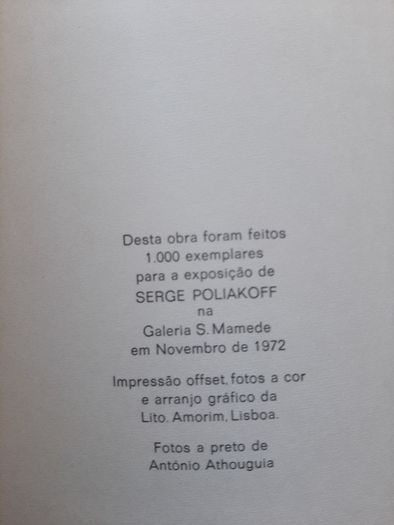 Desta obra foram feitos
1.000 exemplares
para a exposição de
SERGE POLIAKOFF
na
Galeria S. Mamede
em Novembro de 1972
Impressão offset, fotos a cor
e arranjo gráfico da
Lito. Amorim, Lisboa.
Fotos a preto de
António Athouguia